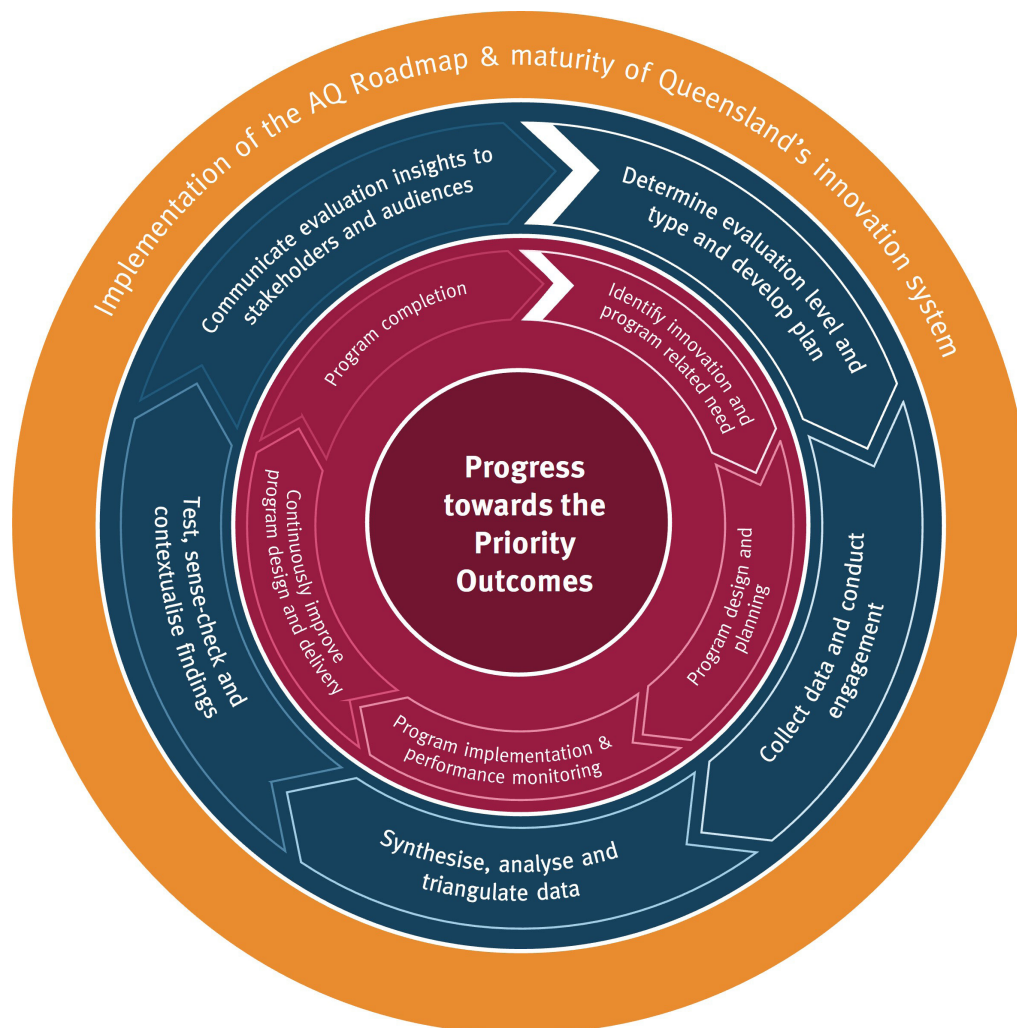 Implementation of the AQ Roadmap & maturity of Queensland's innovation system
Determine evaluation level and
type and develop plan
Collect data and conduct
engagement
Synthesise, analyse and
triangulate data
Test, sense-check and
contextualise findings
Communicate evaluation insights to
stakeholders and audiences
Identify innovation and
program related need
Program design and
planning
Program implementation &
performance monitoring
Continuously improve
program design and delivery
Program completion
Progress
towards the
Priority
Outcomes